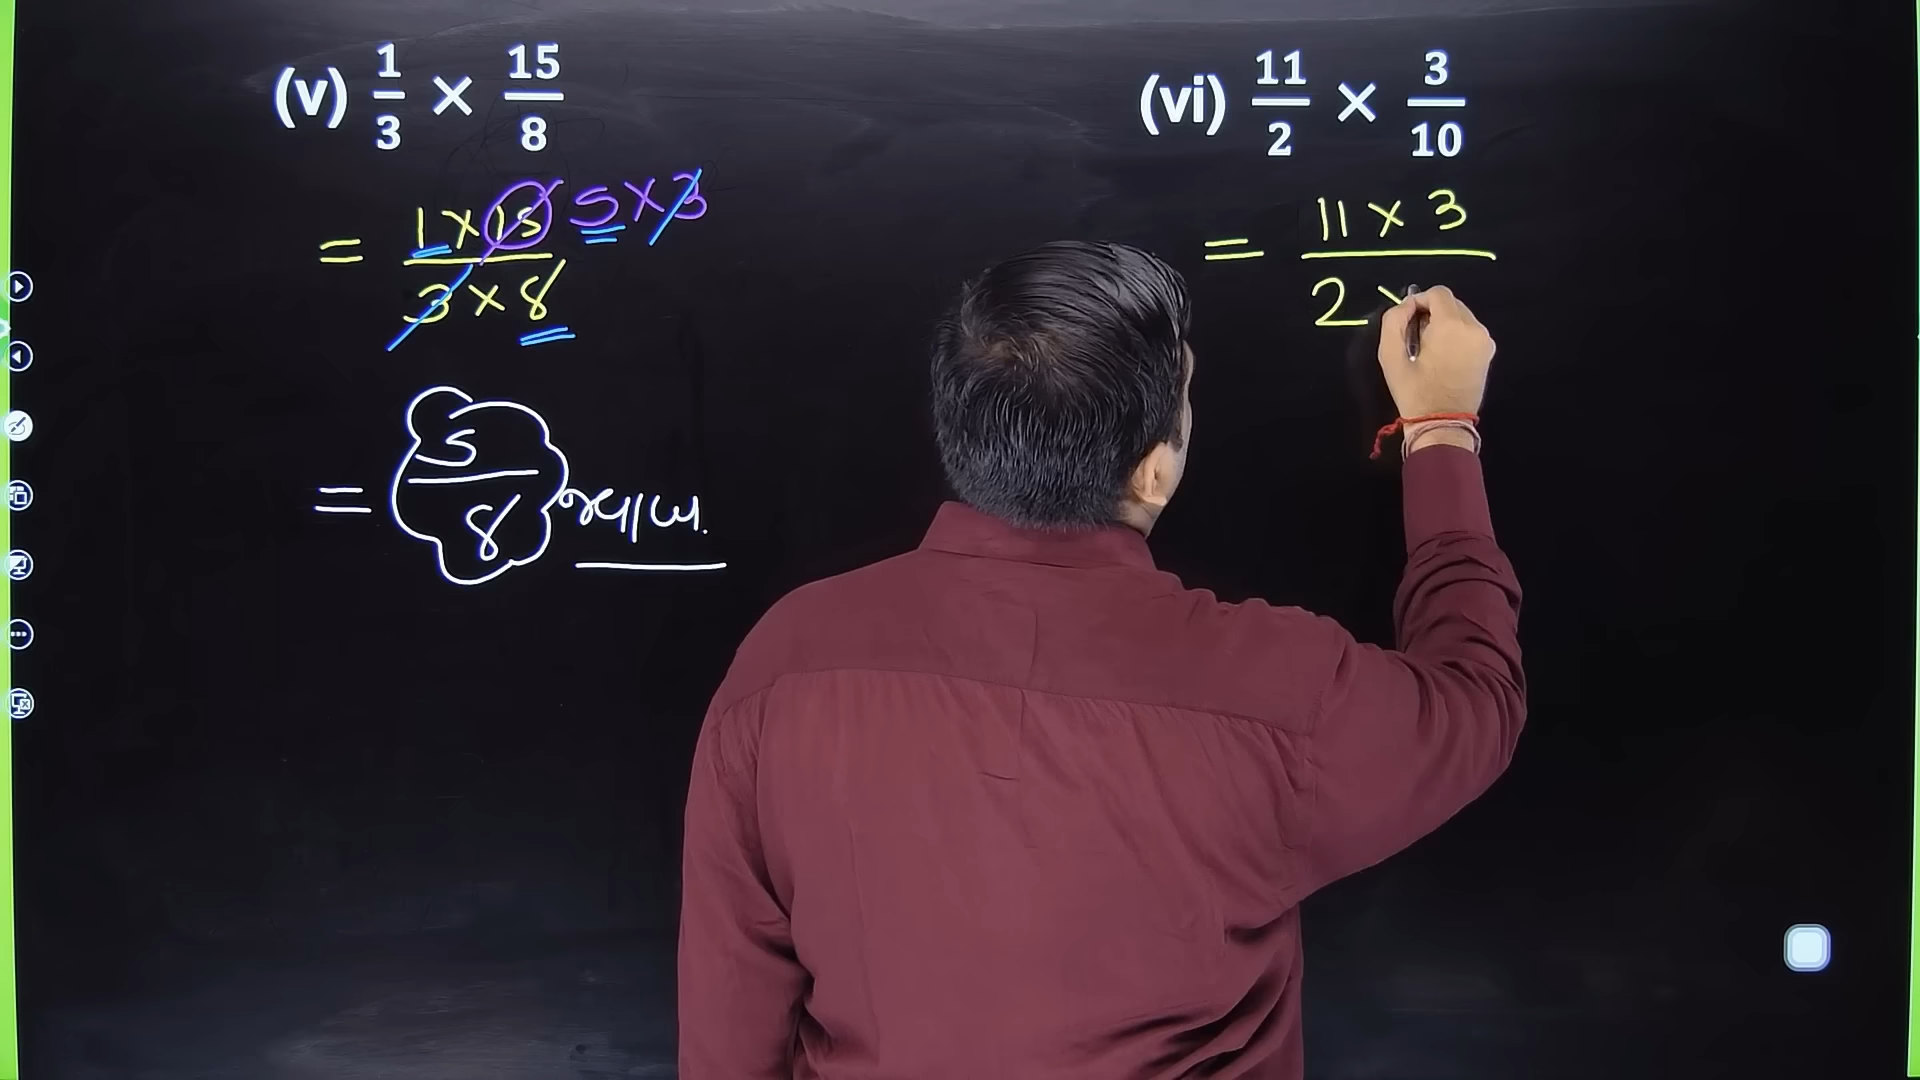 (v) 1/3 × 15/8
= 1 × 15 5 × 3
3 × 8
= 5/8 જવાબ.
(vi) 11/2 × 3/10
= 11 × 3
2 ×